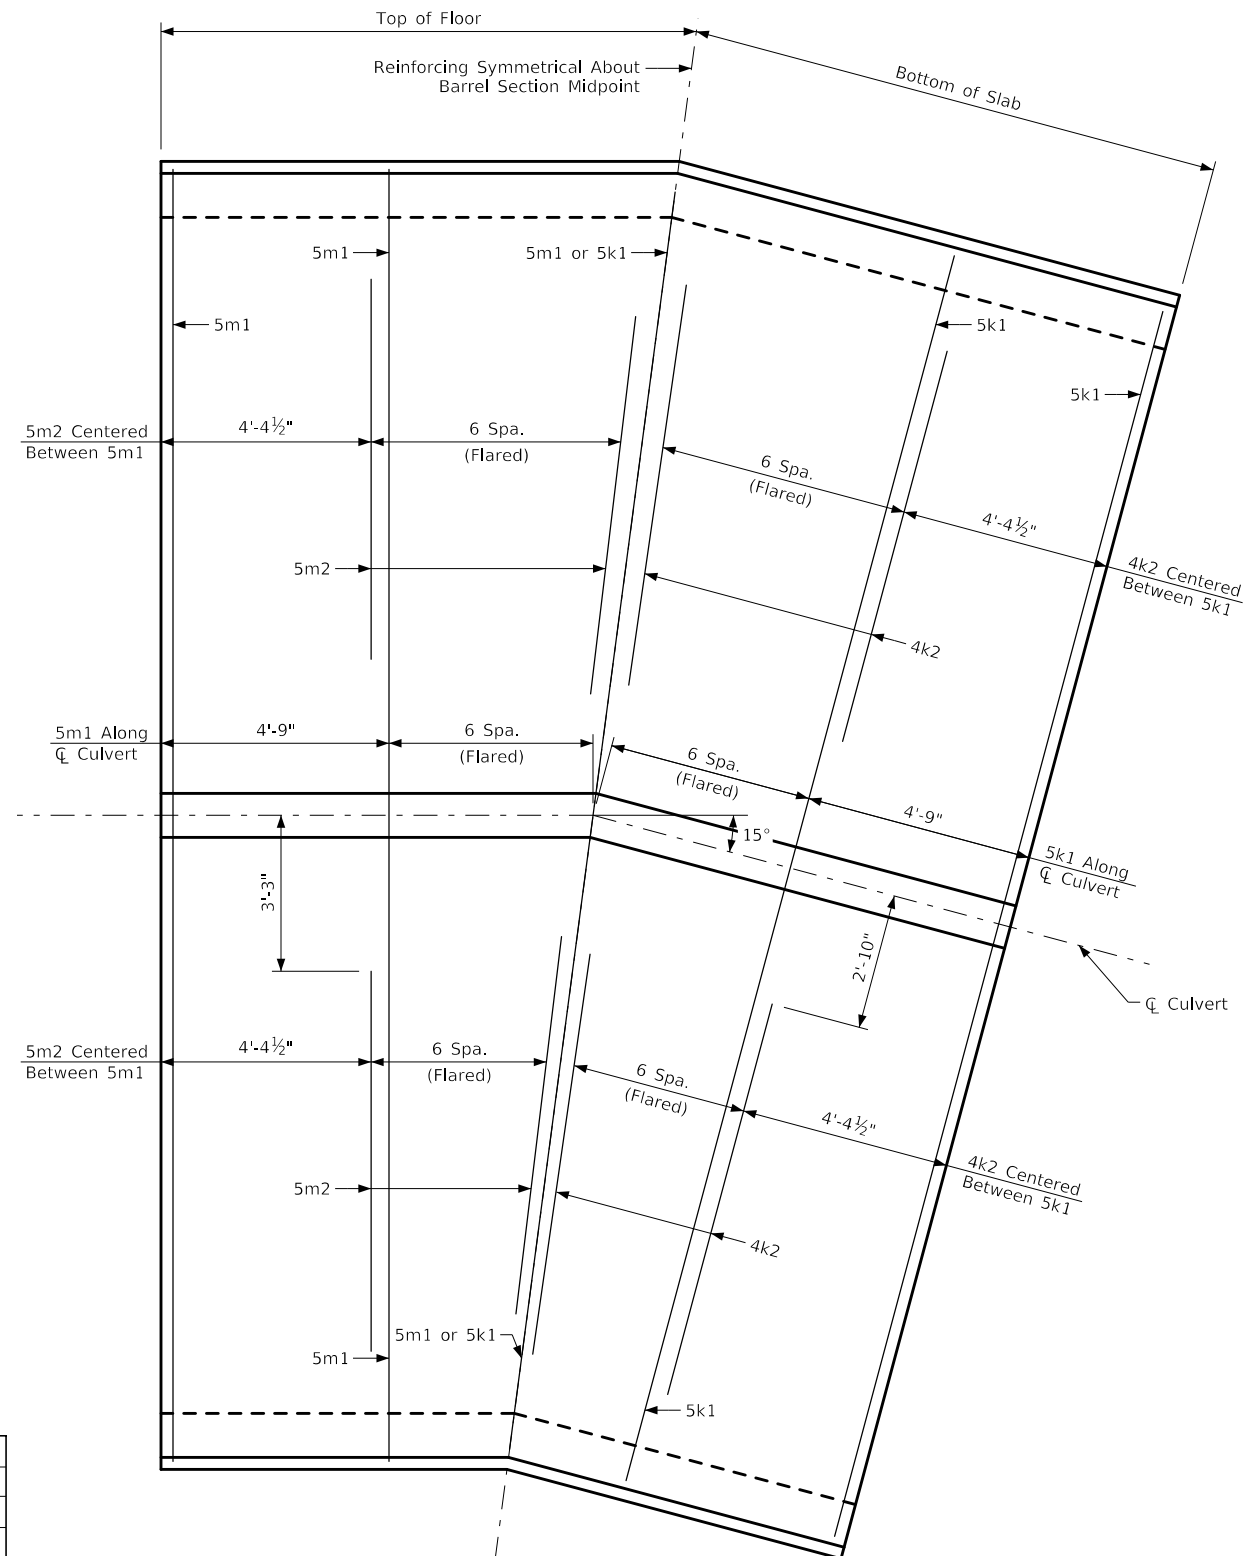 Top of Floor
Reinforcing Symmetrical About
Barrel Section Midpoint
Bottom of Slab
5m1
5m1 or 5k1
5m1
5k1
5k1
5m2 Centered
Between 5m1
4'-4½"
6 Spa.
(Flared)
6 Spa.
(Flared)
4'-4½"
4k2 Centered
Between 5k1
5m2
4k2
5m1 Along
℄ Culvert
4'-9"
6 Spa.
(Flared)
6 Spa.
(Flared)
4'-9"
15°
5k1 Along
℄ Culvert
3'-3"
2'-10"
℄ Culvert
5m2 Centered
Between 5m1
4'-4½"
6 Spa.
(Flared)
6 Spa.
(Flared)
4'-4½"
4k2 Centered
Between 5k1
5m2
4k2
5m1 or 5k1
5m1
5k1